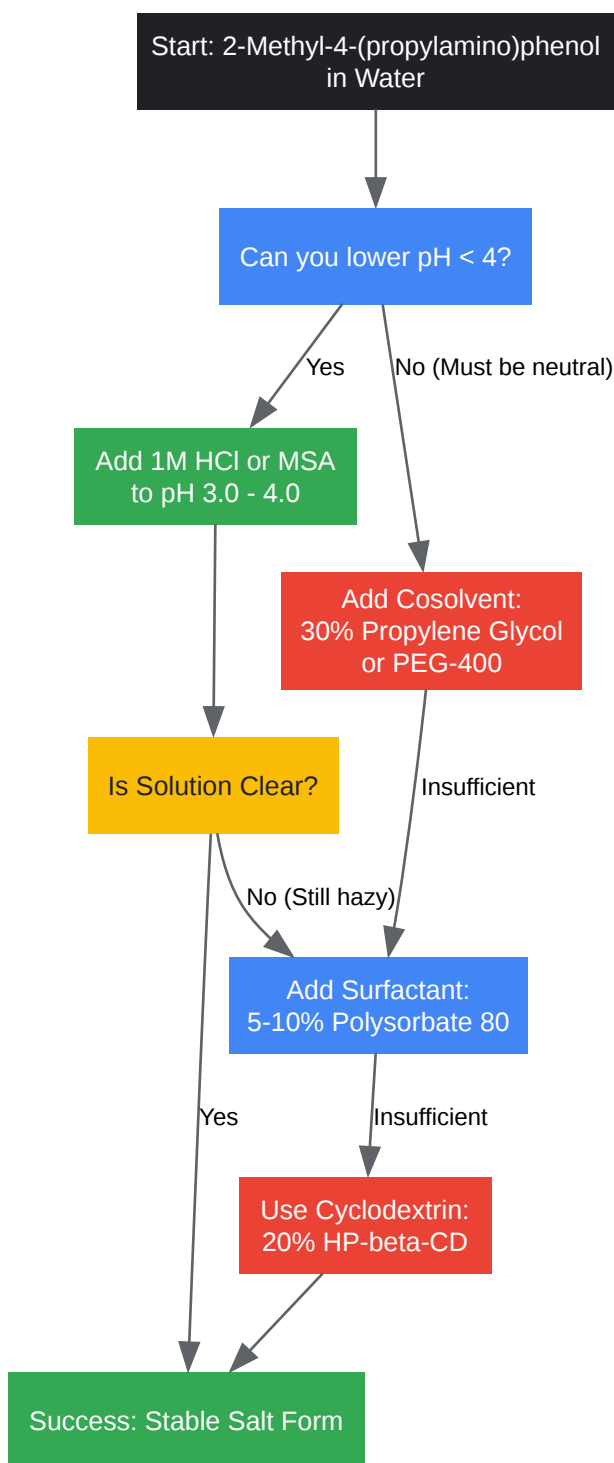 Start: 2-Methyl-4-(propylamino)phenol
in Water
Can you lower pH < 4?
Yes
No (Must be neutral)
Add 1M HCl or MSA
to pH 3.0 - 4.0
Add Cosolvent:
30% Propylene Glycol
or PEG-400
Is Solution Clear?
Insufficient
No (Still hazy)
Add Surfactant:
5-10% Polysorbate 80
Yes
Insufficient
Use Cyclodextrin:
20% HP-beta-CD
Success: Stable Salt Form